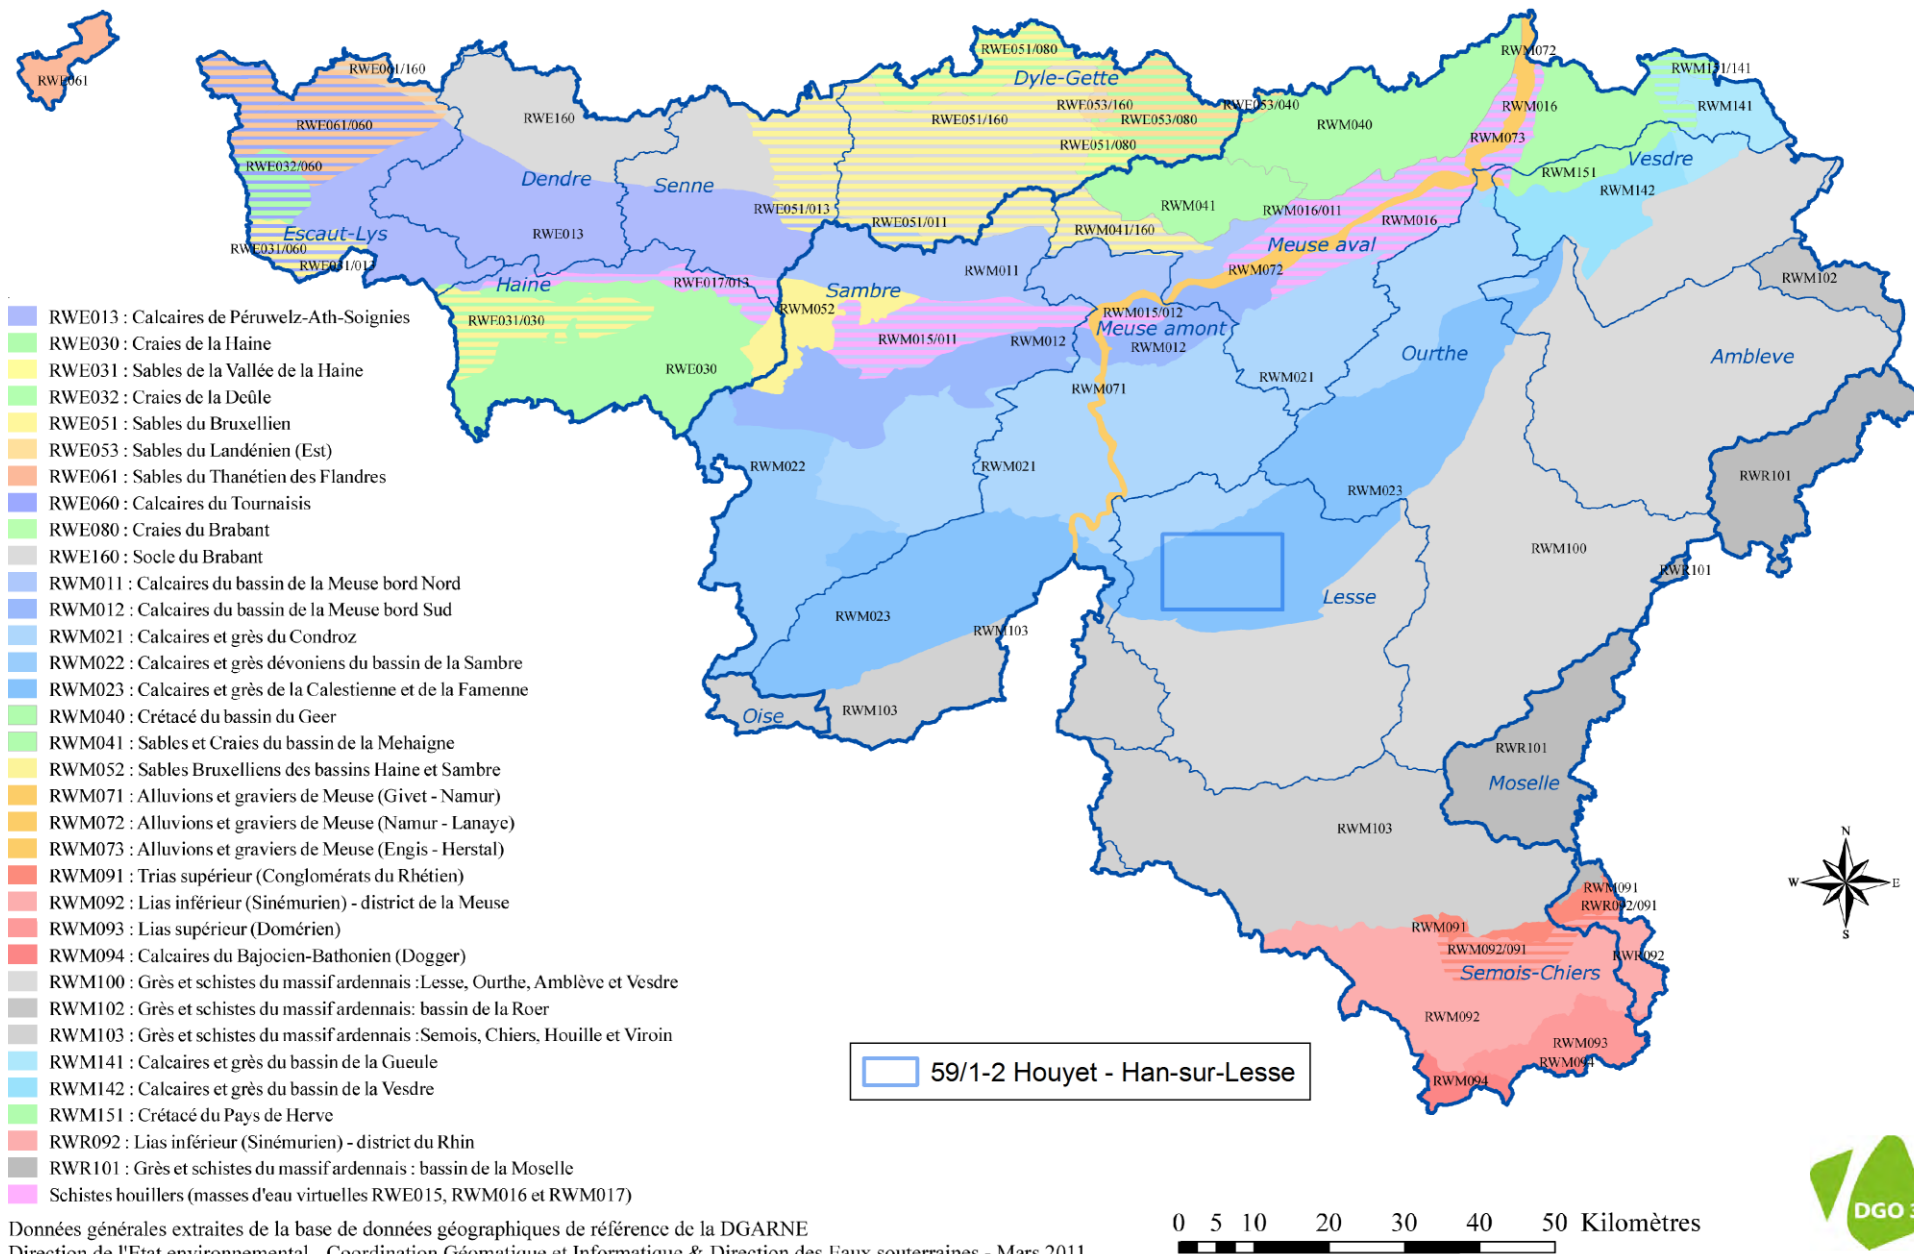 RWE061
RWE061/160
RWE061/060
RWE032/060
Escaut-Lys
RWE031/060
RWE031/013
RWE160
Dendre
Senne
RWE013
Haine
RWE017/013
RWE031/030
RWE030
RWE051/080
Dyle-Gette
RWE053/160
RWE051/160
RWE053/080
RWE053/040
RWE051/080
RWE051/013
RWE051/011
RWM041/160
RWM041
RWM040
RWM072
RWM016
RWM073
RWM151/141
RWM141
Vesdre
RWM151
RWM142
RWM016/011
RWM016
Meuse aval
RWM072
RWM011
Sambre
RWM052
RWM015/011
RWM012
RWM015/012
Meuse amont
RWM012
RWM071
RWM021
Ourthe
Ambleve
RWM102
RWM022
RWM021
RWM023
RWR101
RWM100
RWR101
Lesse
RWM023
RWM103
Oise
RWM103
RWR101
Moselle
RWM103
RWM091
RWR092/091
RWM091
RWM092/091
RWR092
Semois-Chiers
RWM092
RWM093
RWM094
RWM094
RWE013 : Calcaires de Péruwelz-Ath-Soignies
RWE030 : Craies de la Haine
RWE031 : Sables de la Vallée de la Haine
RWE032 : Craies de la Deûle
RWE051 : Sables du Bruxellien
RWE053 : Sables du Landénien (Est)
RWE061 : Sables du Thanétien des Flandres
RWE060 : Calcaires du Tournaisis
RWE080 : Craies du Brabant
RWE160 : Socle du Brabant
RWM011 : Calcaires du bassin de la Meuse bord Nord
RWM012 : Calcaires du bassin de la Meuse bord Sud
RWM021 : Calcaires et grès du Condroz
RWM022 : Calcaires et grès dévoniens du bassin de la Sambre
RWM023 : Calcaires et grès de la Calestienne et de la Famenne
RWM040 : Crétacé du bassin du Geer
RWM041 : Sables et Craies du bassin de la Mehaigne
RWM052 : Sables Bruxelliens des bassins Haine et Sambre
RWM071 : Alluvions et graviers de Meuse (Givet - Namur)
RWM072 : Alluvions et graviers de Meuse (Namur - Lanaye)
RWM073 : Alluvions et graviers de Meuse (Engis - Herstal)
RWM091 : Trias supérieur (Conglomérats du Rhétien)
RWM092 : Lias inférieur (Sinémurien) - district de la Meuse
RWM093 : Lias supérieur (Domérien)
RWM094 : Calcaires du Bajocien-Bathonien (Dogger)
RWM100 : Grès et schistes du massif ardennais :Lesse, Ourthe, Amblève et Vesdre
RWM102 : Grès et schistes du massif ardennais: bassin de la Roer
RWM103 : Grès et schistes du massif ardennais :Semois, Chiers, Houille et Viroin
RWM141 : Calcaires et grès du bassin de la Gueule
RWM142 : Calcaires et grès du bassin de la Vesdre
RWM151 : Crétacé du Pays de Herve
RWR092 : Lias inférieur (Sinémurien) - district du Rhin
RWR101 : Grès et schistes du massif ardennais : bassin de la Moselle
Schistes houillers (masses d'eau virtuelles RWE015, RWM016 et RWM017)
59/1-2 Houyet - Han-sur-Lesse
N
W E
S
DGO 3
0 5 10 20 30 40 50 Kilomètres
Données générales extraites de la base de données géographiques de référence de la DGARNE
Direction de l'Etat environnemental - Coordination Géomatique et Informatique & Direction des Eaux souterraines - Mars 2011